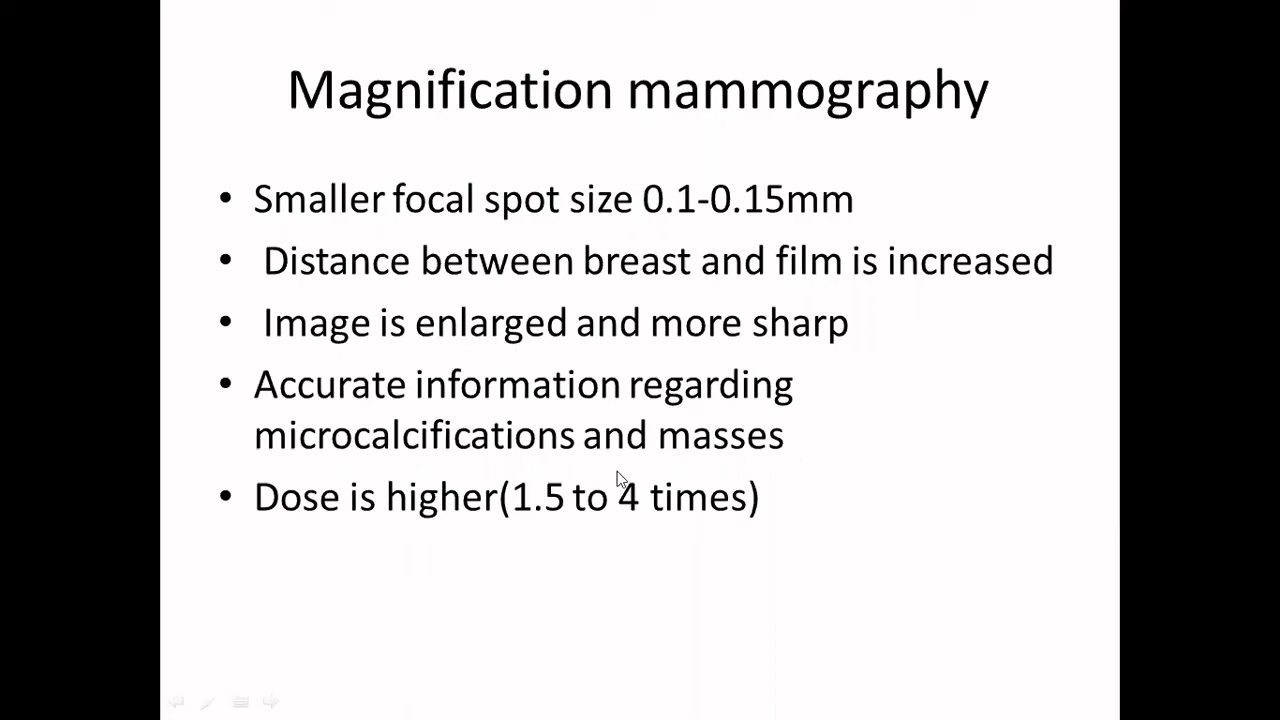 Magnification mammography
• Smaller focal spot size 0.1-0.15mm
• Distance between breast and film is increased
• Image is enlarged and more sharp
• Accurate information regarding
microcalcifications and masses
• Dose is higher(1.5 to 4 times)